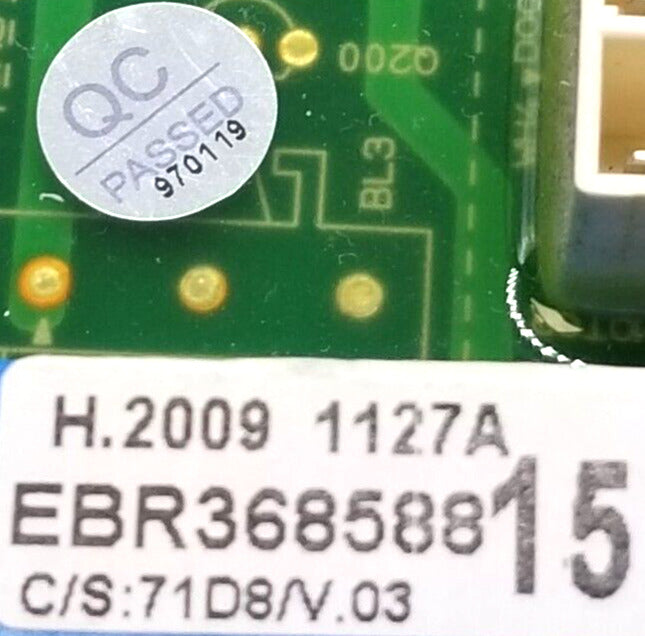 QC
PASSED
970119
Q200
BL3
H.2009 1127A
EBR36858815
C/S:71D8/V.03